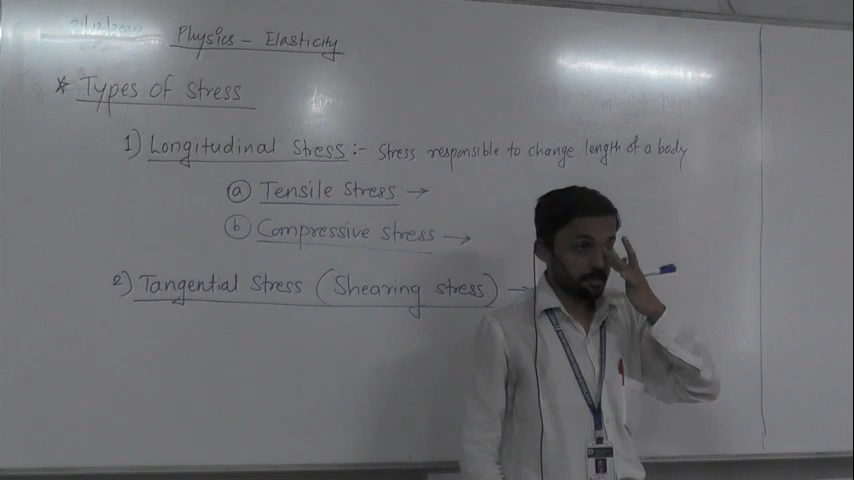 Physics - Elasticity
* Types of Stress
1) Longitudinal Stress :- Stress responsible to change length of a body
(a) Tensile Stress →
(b) Compressive Stress →
2) Tangential Stress (Shearing stress) →